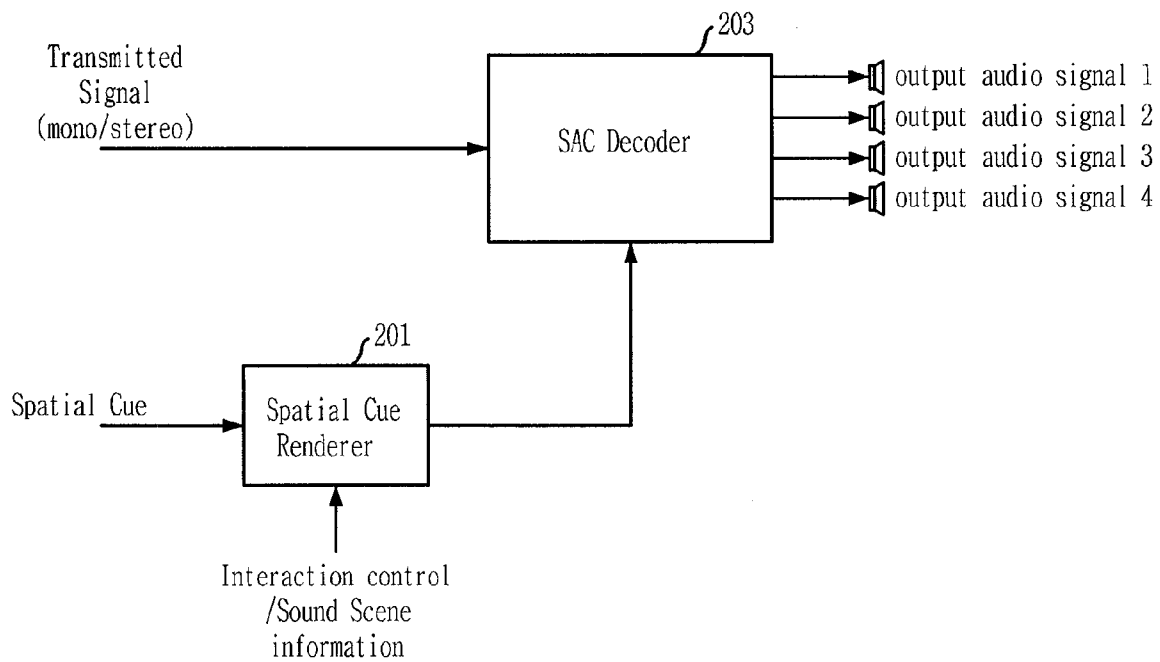 203
Transmitted
Signal
(mono/stereo)
SAC Decoder
output audio signal 1
output audio signal 2
output audio signal 3
output audio signal 4
201
Spatial Cue
Spatial Cue
Renderer
Interaction control
/Sound Scene
information